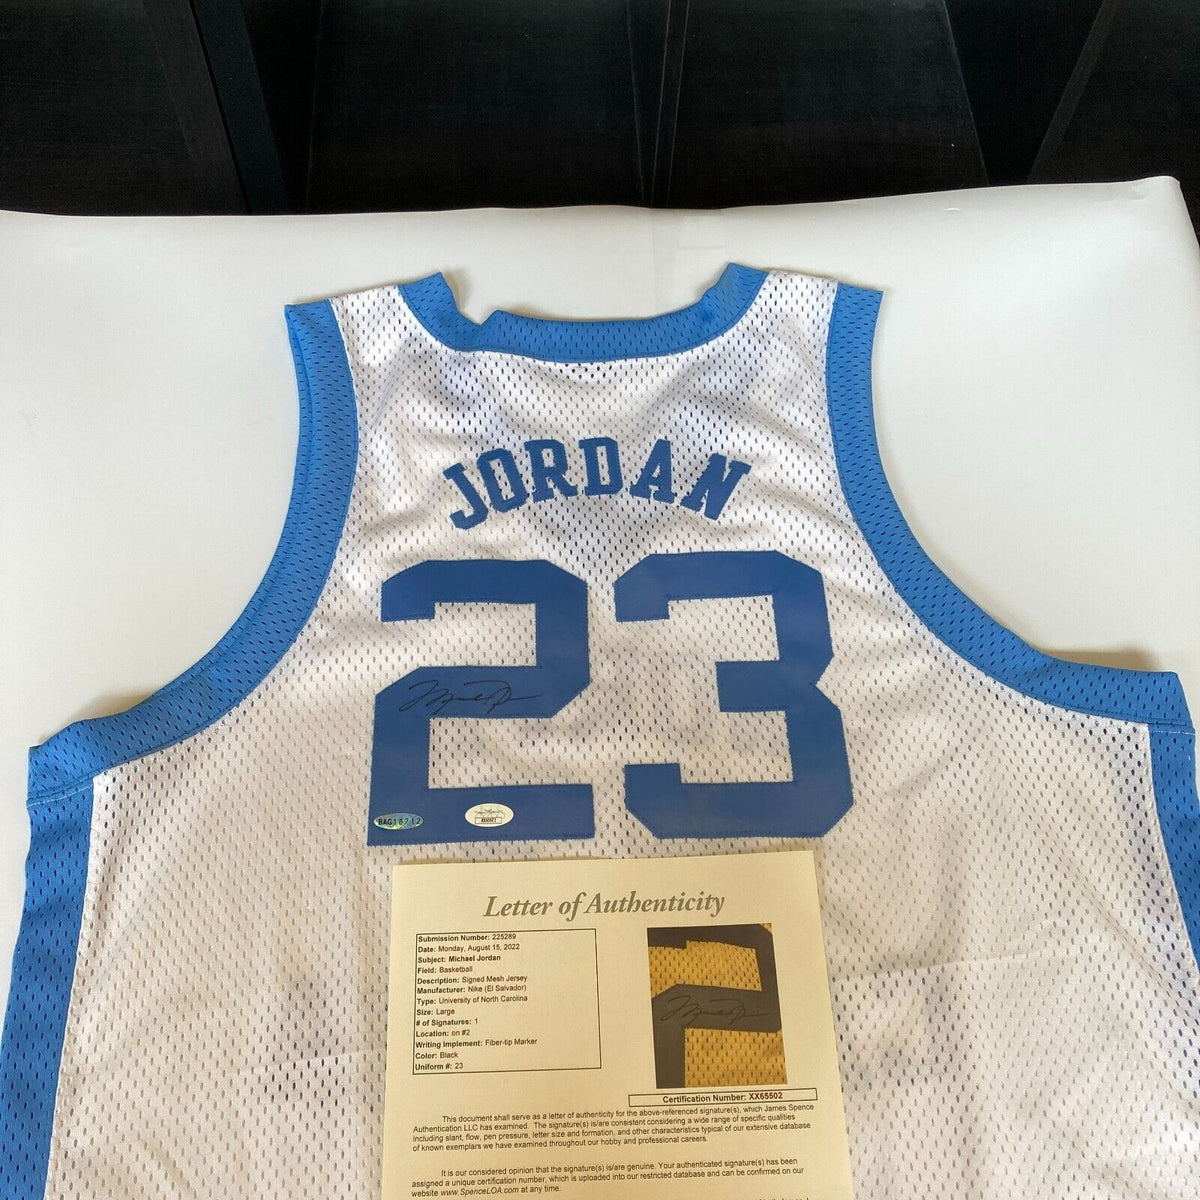 JORDAN
23
BAG16712
Letter of Authenticity
Submission Number: 225289
Date: Monday, August 15, 2022
Subject: Michael Jordan
Field: Basketball
Description: Signed Mesh Jersey
Manufacturer: Nike (El Salvador)
Type: University of North Carolina
Size: Large
# of Signatures: 1
Location: on #2
Writing Implement: Fiber-tip Marker
Color: Black
Uniform #: 23
Certification Number: XX65502
This document shall serve as a letter of authenticity for the above-referenced signature(s), which James Spence
Authentication LLC has examined. The signature(s) is/are consistent considering a wide range of specific qualities
including slant, flow, pen pressure, letter size and formation, and other characteristics typical of our extensive database
of known exemplars we have examined throughout our hobby and professional careers.
It is our considered opinion that the signature(s) is/are genuine. Your authenticated signature(s) has been
assigned a unique certification number, which is uploaded into our restricted database and can be confirmed on our
website www.SpenceLOA.com at any time.